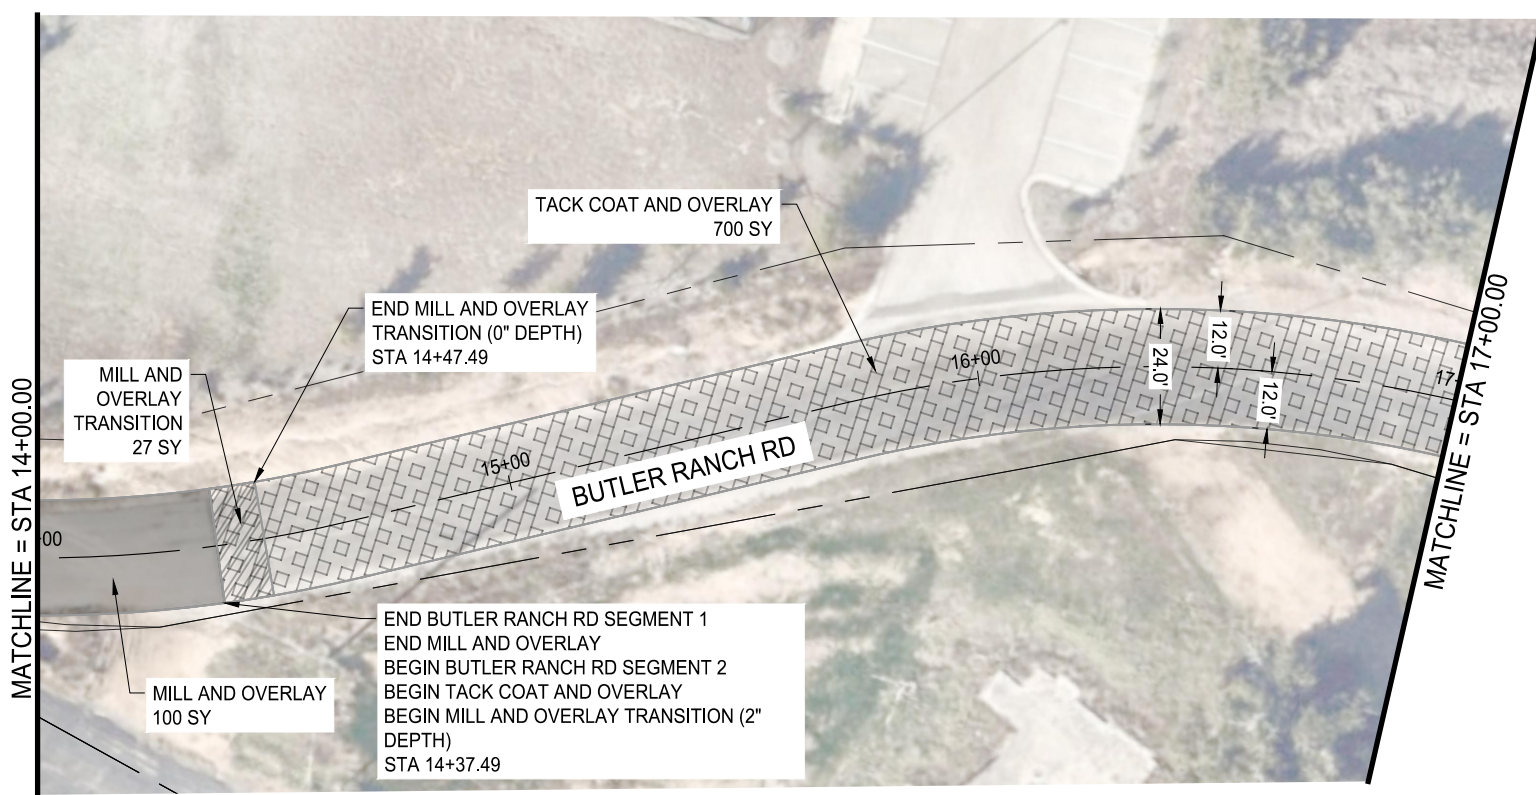 TACK COAT AND OVERLAY
700 SY
END MILL AND OVERLAY
TRANSITION (0" DEPTH)
STA 14+47.49
MILL AND
OVERLAY
TRANSITION
27 SY
MATCHLINE = STA 14+00.00
00
15+00
BUTLER RANCH RD
16+00
24.0'
12.0'
12.0'
17
MATCHLINE = STA 17+00.00
MILL AND OVERLAY
100 SY
END BUTLER RANCH RD SEGMENT 1
END MILL AND OVERLAY
BEGIN BUTLER RANCH RD SEGMENT 2
BEGIN TACK COAT AND OVERLAY
BEGIN MILL AND OVERLAY TRANSITION (2"
DEPTH)
STA 14+37.49